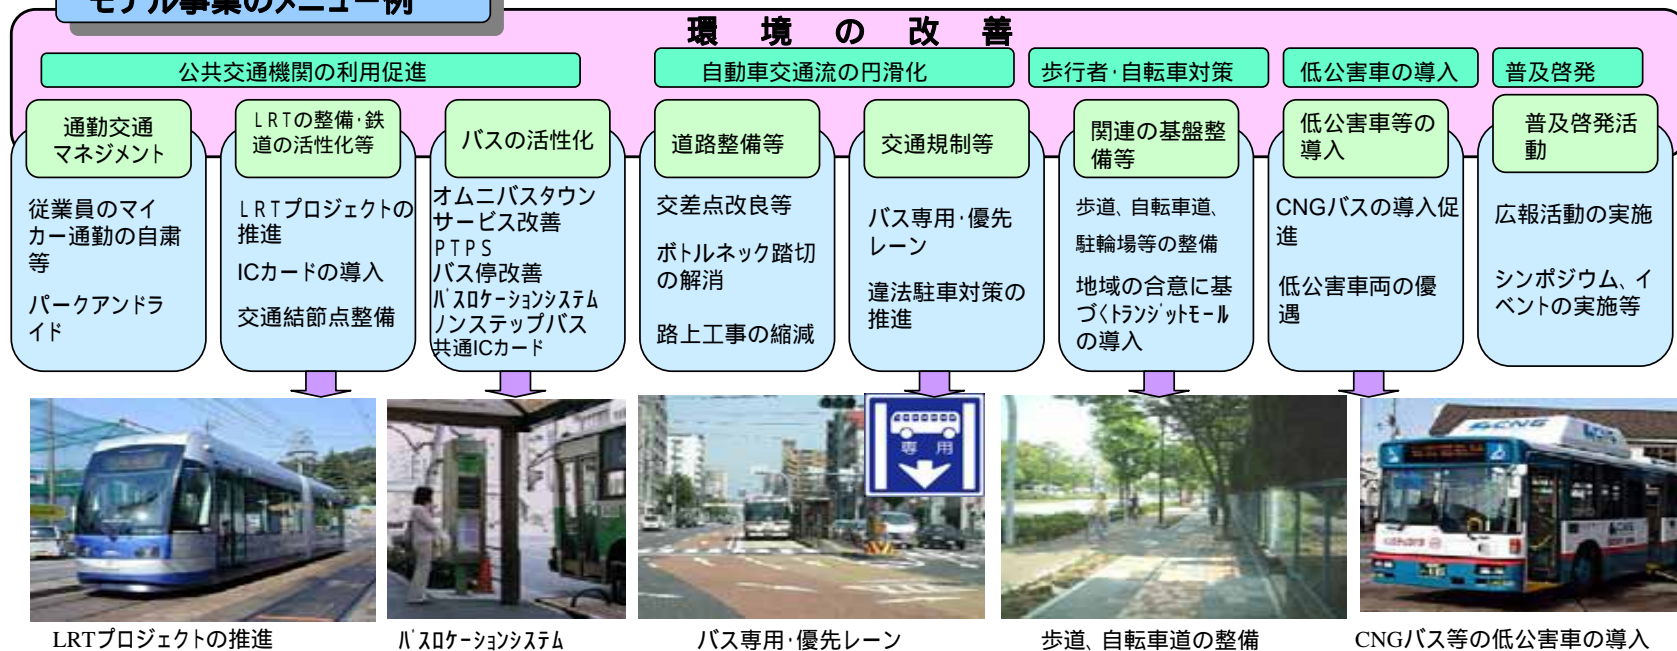 モデル事業のメニュー例
環境の改善
公共交通機関の利用促進
自動車交通流の円滑化
歩行者・自転車対策
低公害車の導入
普及啓発
通勤交通
マネジメント
従業員のマイ
カー通勤の自粛
等
パークアンドラ
イド
LRTの整備・鉄
道の活性化等
LRTプロジェクトの
推進
ICカードの導入
交通結節点整備
バスの活性化
オムニバスタウン
サービス改善
PTPS
バス停改善
バスロケーションシステム
ノンステップバス
共通ICカード
道路整備等
交差点改良等
ボトルネック踏切
の解消
路上工事の縮減
交通規制等
バス専用・優先
レーン
違法駐車対策の
推進
関連の基盤整
備等
歩道、自転車道、
駐輪場等の整備
地域の合意に基
づくトランジットモール
の導入
低公害車等の
導入
CNGバスの導入促
進
低公害車両の優
遇
普及啓発活
動
広報活動の実施
シンポジウム、イ
ベントの実施等
専用
CNG
LRTプロジェクトの推進
バスロケーションシステム
バス専用・優先レーン
歩道、自転車道の整備
CNGバス等の低公害車の導入